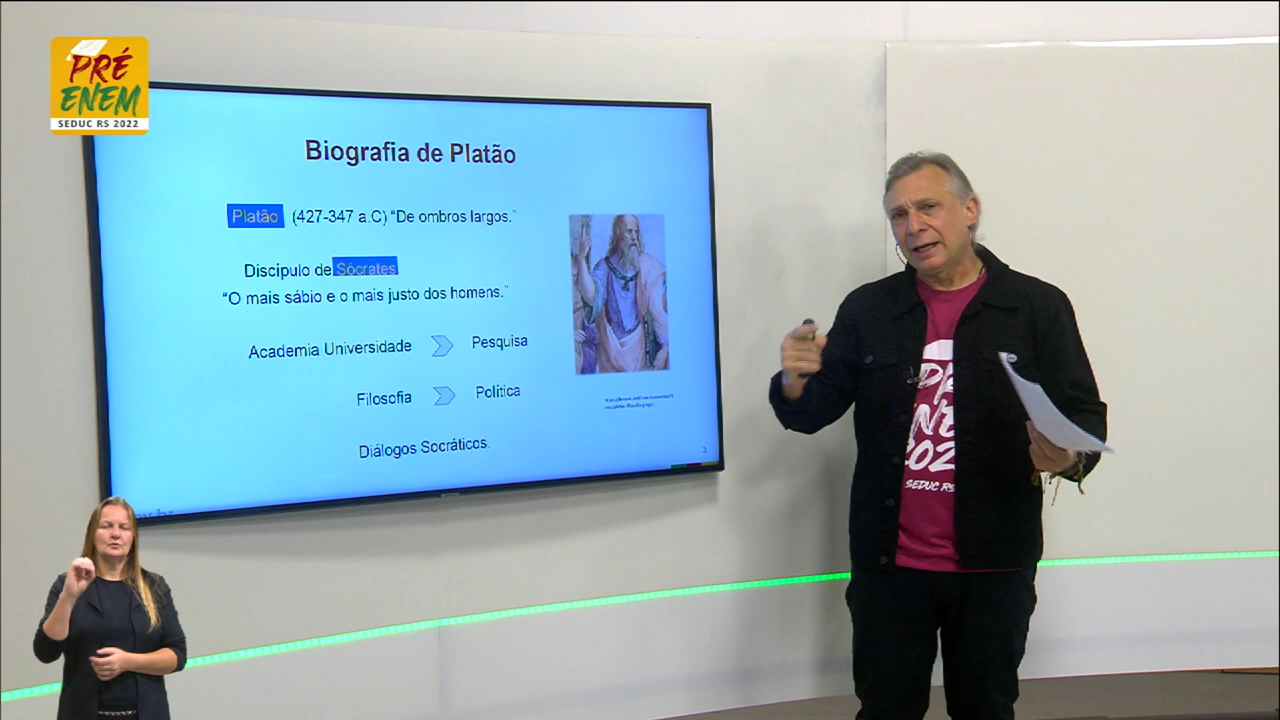 PRÉ
ENEM
SEDUC RS 2022
Biografia de Platão
Platão (427-347 a.C) “De ombros largos.”
Discípulo de Sócrates
“O mais sábio e o mais justo dos homens.”
Academia Universidade Pesquisa
Filosofia Política
Diálogos Socráticos.
3
SEDUC RS